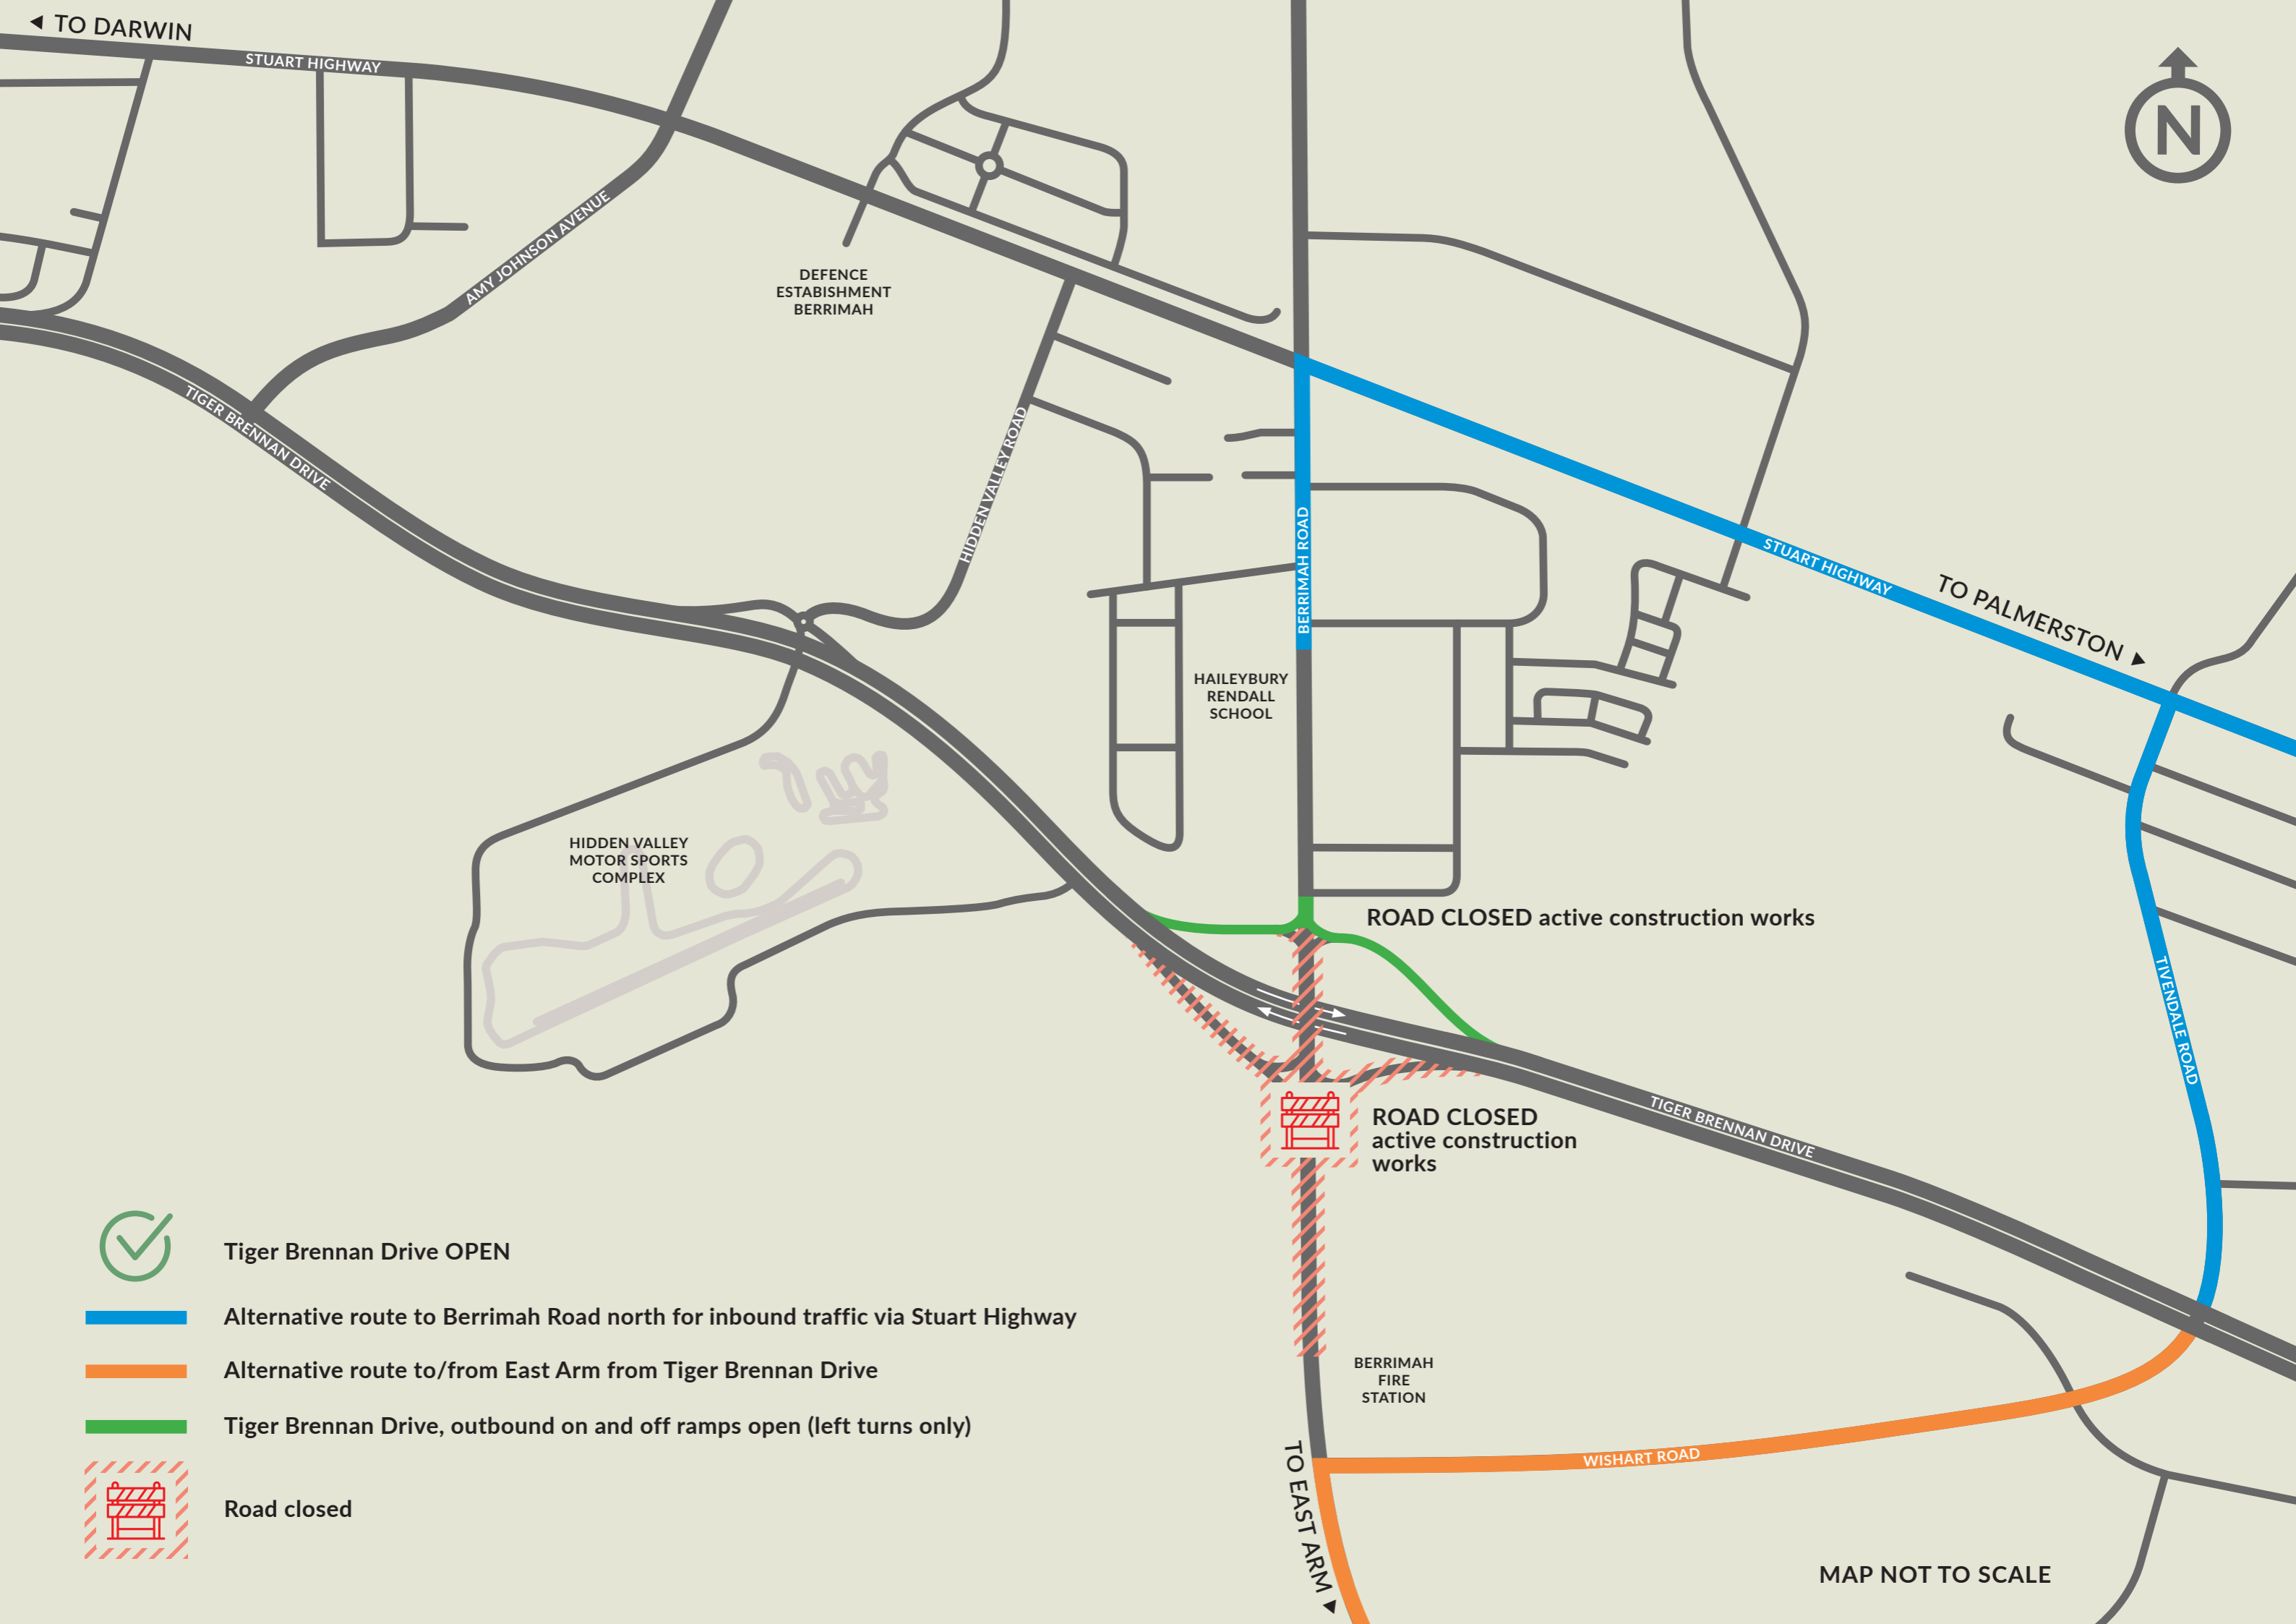 TO DARWIN
STUART HIGHWAY
N
AMY JOHNSON AVENUE
DEFENCE
ESTABISHMENT
BERRIMAH
TIGER BRENNAN DRIVE
HIDDEN VALLEY ROAD
BERRIMAH ROAD
STUART HIGHWAY
TO PALMERSTON
HAILEYBURY
RENDALL
SCHOOL
HIDDEN VALLEY
MOTOR SPORTS
COMPLEX
ROAD CLOSED active construction works
TIVENDALE ROAD
ROAD CLOSED
active construction
works
TIGER BRENNAN DRIVE
Tiger Brennan Drive OPEN
Alternative route to Berrimah Road north for inbound traffic via Stuart Highway
Alternative route to/from East Arm from Tiger Brennan Drive
Tiger Brennan Drive, outbound on and off ramps open (left turns only)
Road closed
BERRIMAH
FIRE
STATION
WISHART ROAD
TO EAST ARM
MAP NOT TO SCALE